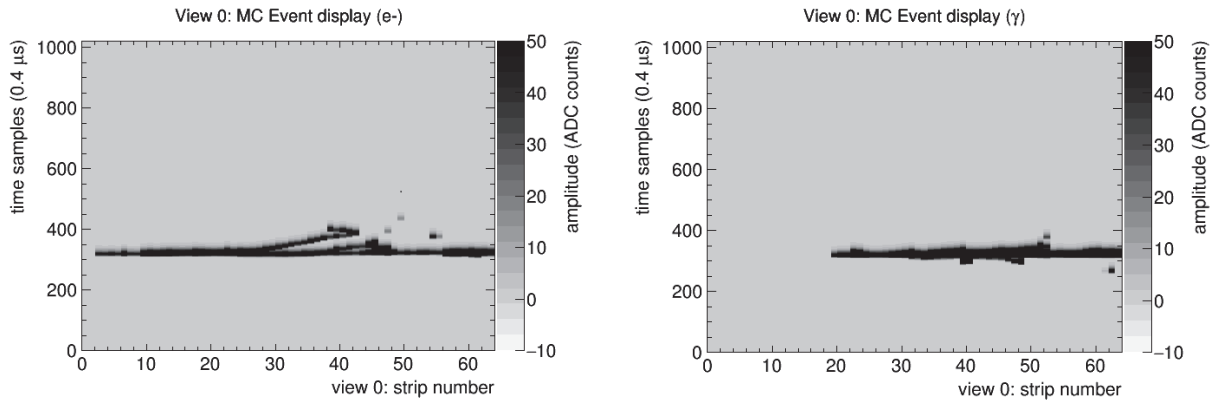 View 0: MC Event display (e-)
time samples (0.4 μs)
1000
800
600
400
200
0
0 10 20 30 40 50 60
view 0: strip number
50
40
30
20
10
0
−10
amplitude (ADC counts)
View 0: MC Event display (γ)
time samples (0.4 μs)
1000
800
600
400
200
0
0 10 20 30 40 50 60
view 0: strip number
50
40
30
20
10
0
−10
amplitude (ADC counts)